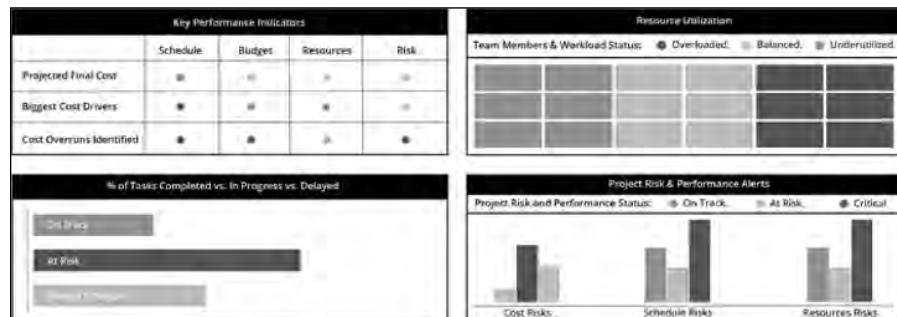 Key Performance Indicators
Schedule Budget Resources Risk
Projected Final Cost
Biggest Cost Drivers
Cost Overruns Identified
Resource Utilization
Team Members & Workload Status: Overloaded. Balanced. Underutilized.
% of Tasks Completed vs. In Progress vs. Delayed
On Track
At Risk
Project Risk & Performance Alerts
Project Risk and Performance Status: On Track. At Risk. Critical
Cost Risks Schedule Risks Resources Risks